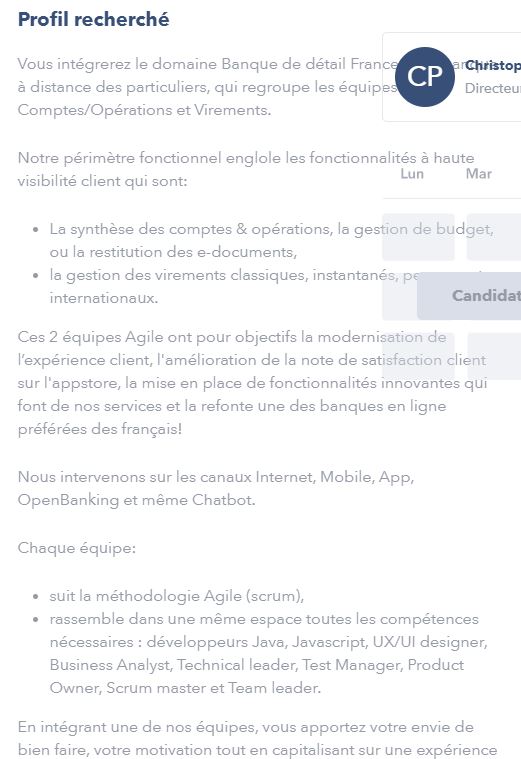 Profil recherché
Vous intégrerez le domaine Banque de détail France
à distance des particuliers, qui regroupe les équipes
Comptes/Opérations et Virements.
CP
Christop
Directeur
Notre périmètre fonctionnel englole les fonctionnalités à haute
visibilité client qui sont:
Lun Mar
• La synthèse des comptes & opérations, la gestion de budget,
ou la restitution des e-documents,
• la gestion des virements classiques, instantanés,
internationaux.
Candidat
Ces 2 équipes Agile ont pour objectifs la modernisation de
l’expérience client, l'amélioration de la note de satisfaction client
sur l'appstore, la mise en place de fonctionnalités innovantes qui
font de nos services et la refonte une des banques en ligne
préférées des français!
Nous intervenons sur les canaux Internet, Mobile, App,
OpenBanking et même Chatbot.
Chaque équipe:
• suit la méthodologie Agile (scrum),
• rassemble dans une même espace toutes les compétences
nécessaires : développeurs Java, Javascript, UX/UI designer,
Business Analyst, Technical leader, Test Manager, Product
Owner, Scrum master et Team leader.
En intégrant une de nos équipes, vous apportez votre envie de
bien faire, votre motivation tout en capitalisant sur une expérience